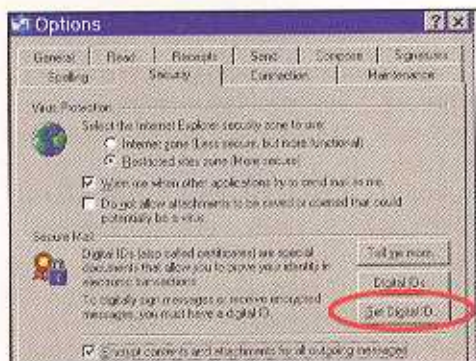 Options
General Read Receipts Send Compose Signatures
Spelling Security Connection Maintenance
Virus Protection
Select the Internet Explorer security zone to use:
Internet zone (Less secure, but more functional)
Restricted sites zone (More secure)
Warn me when other applications try to send mail as me.
Do not allow attachments to be saved or opened that could
potentially be a virus.
Secure Mail
Digital IDs (also called certificates) are special
documents that allow you to prove your identity in
electronic transactions.
Tell me more...
Digital IDs...
To digitally sign messages or receive encrypted
messages, you must have a digital ID.
Get Digital ID...
Encrypt contents and attachments for all outgoing messages